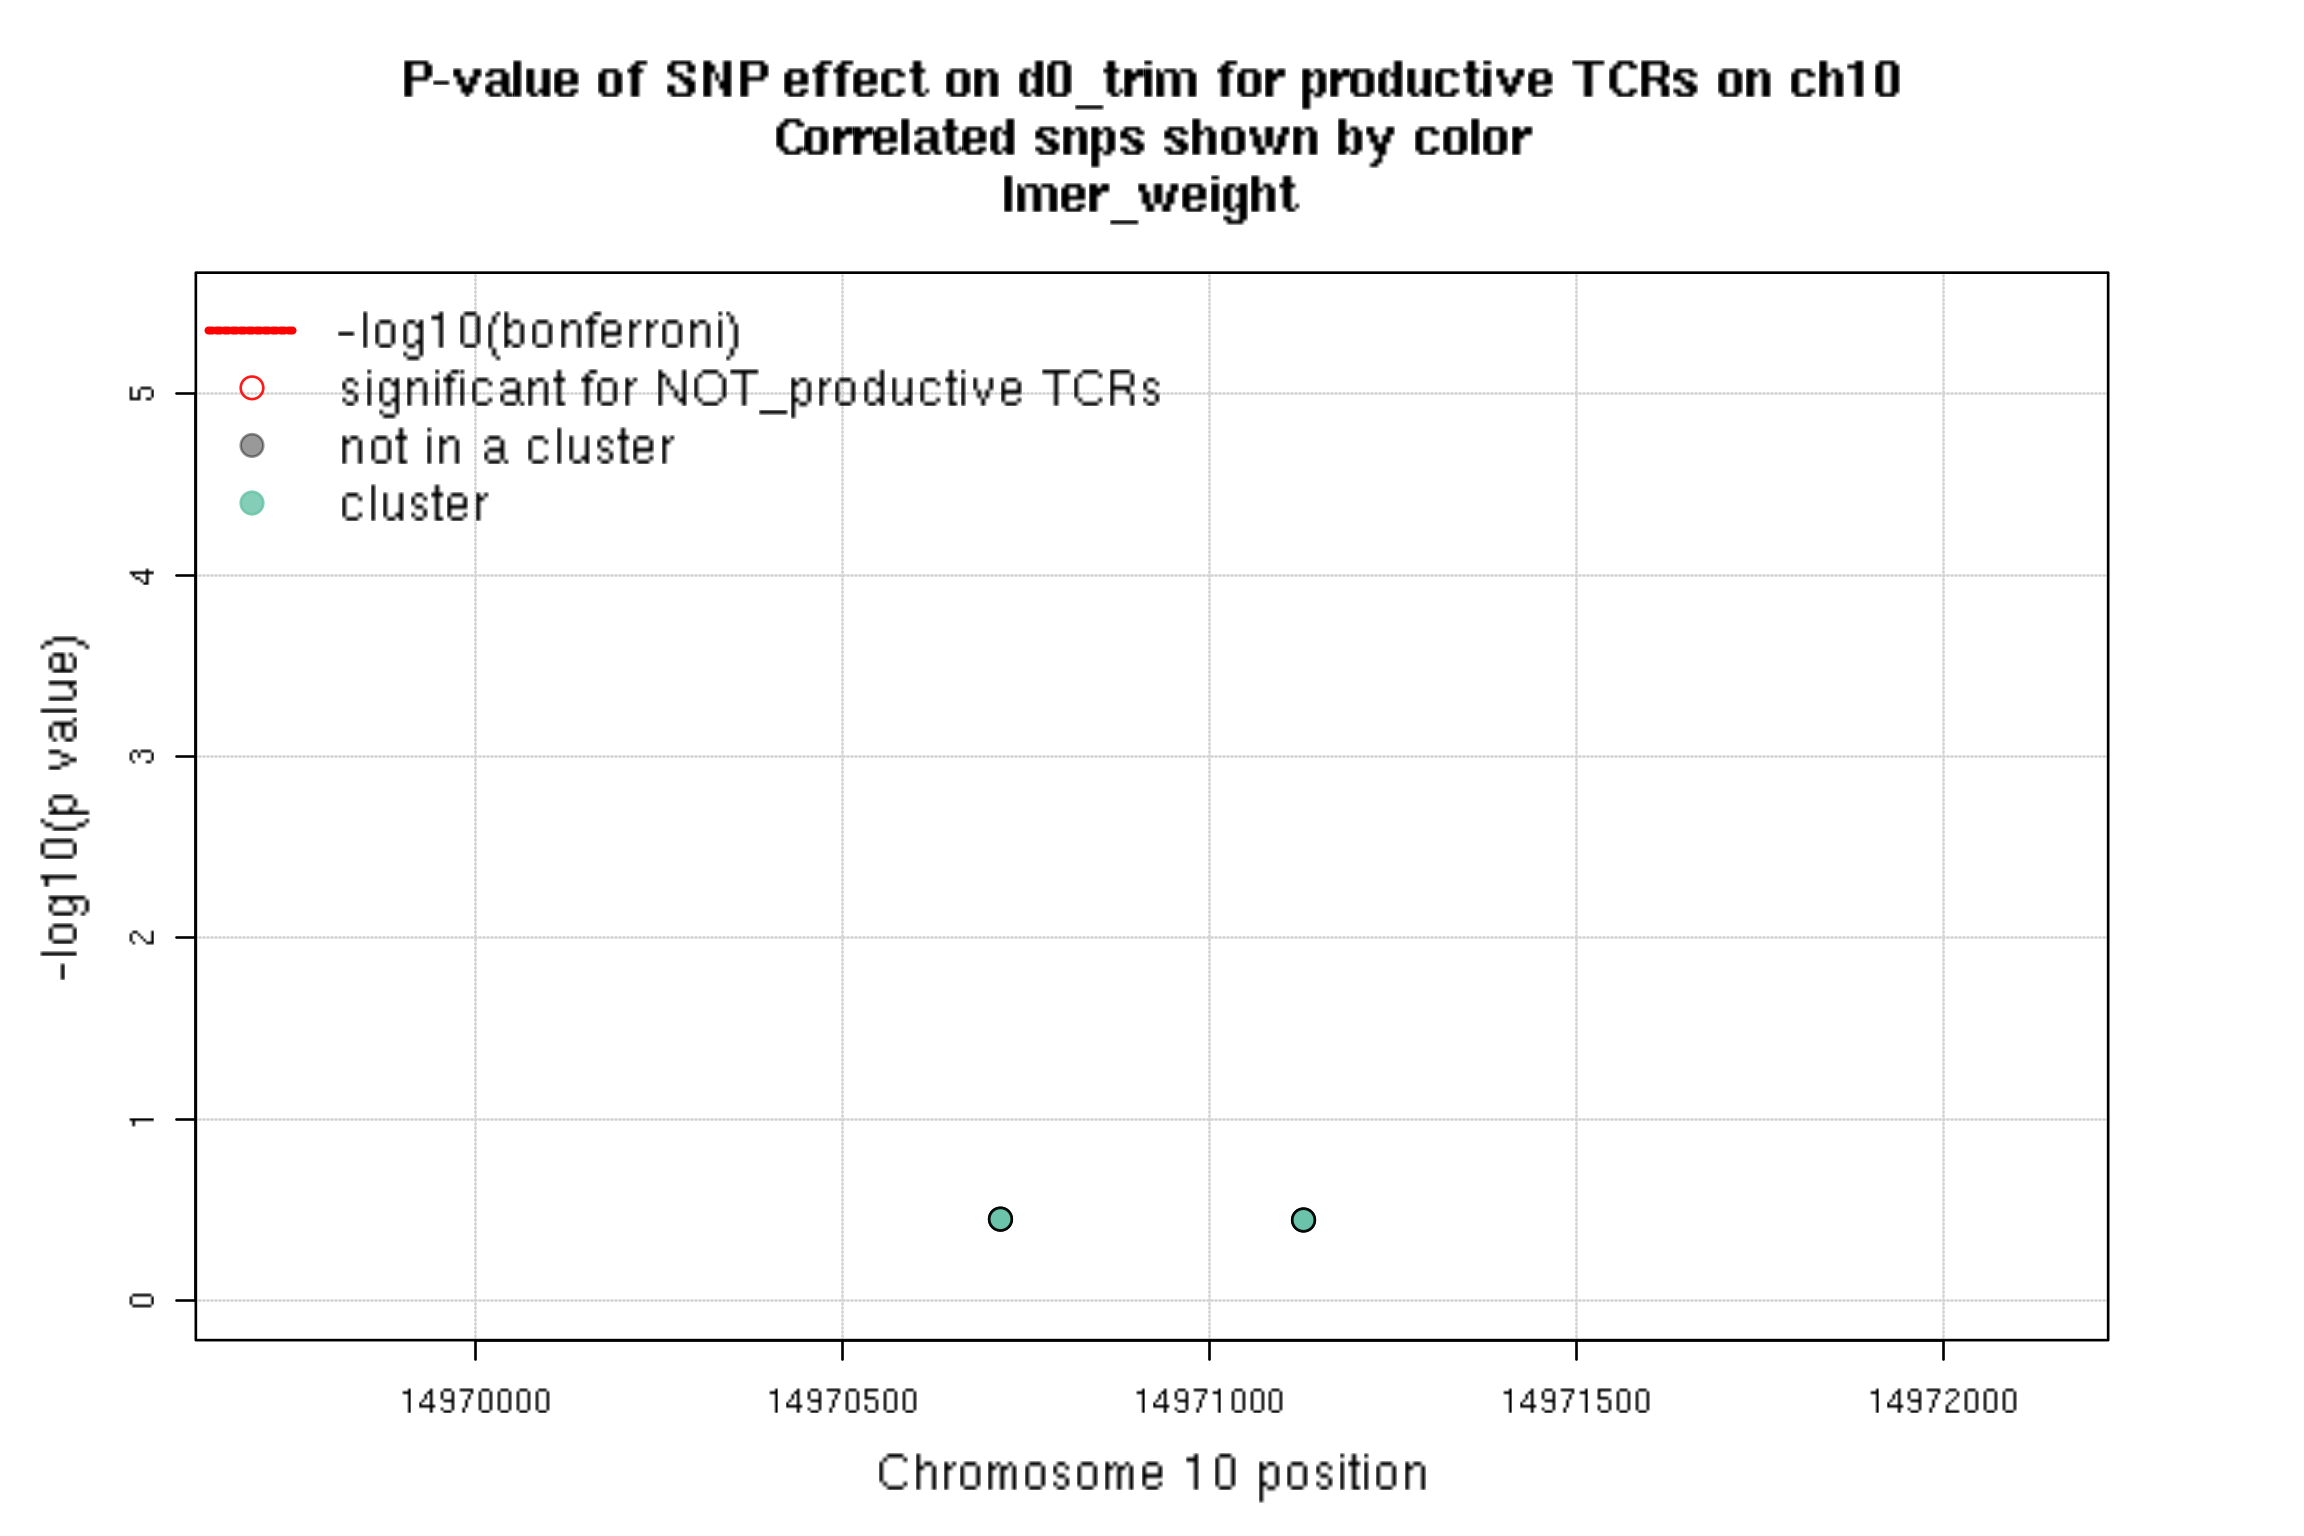 P-value of SNP effect on d0_trim for productive TCRs on ch10
Correlated snps shown by color
lmer_weight
-log10(bonferroni)
significant for NOT_productive TCRs
not in a cluster
cluster
5
4
3
2
1
0
-log10(p value)
14970000 14970500 14971000 14971500 14972000
Chromosome 10 position